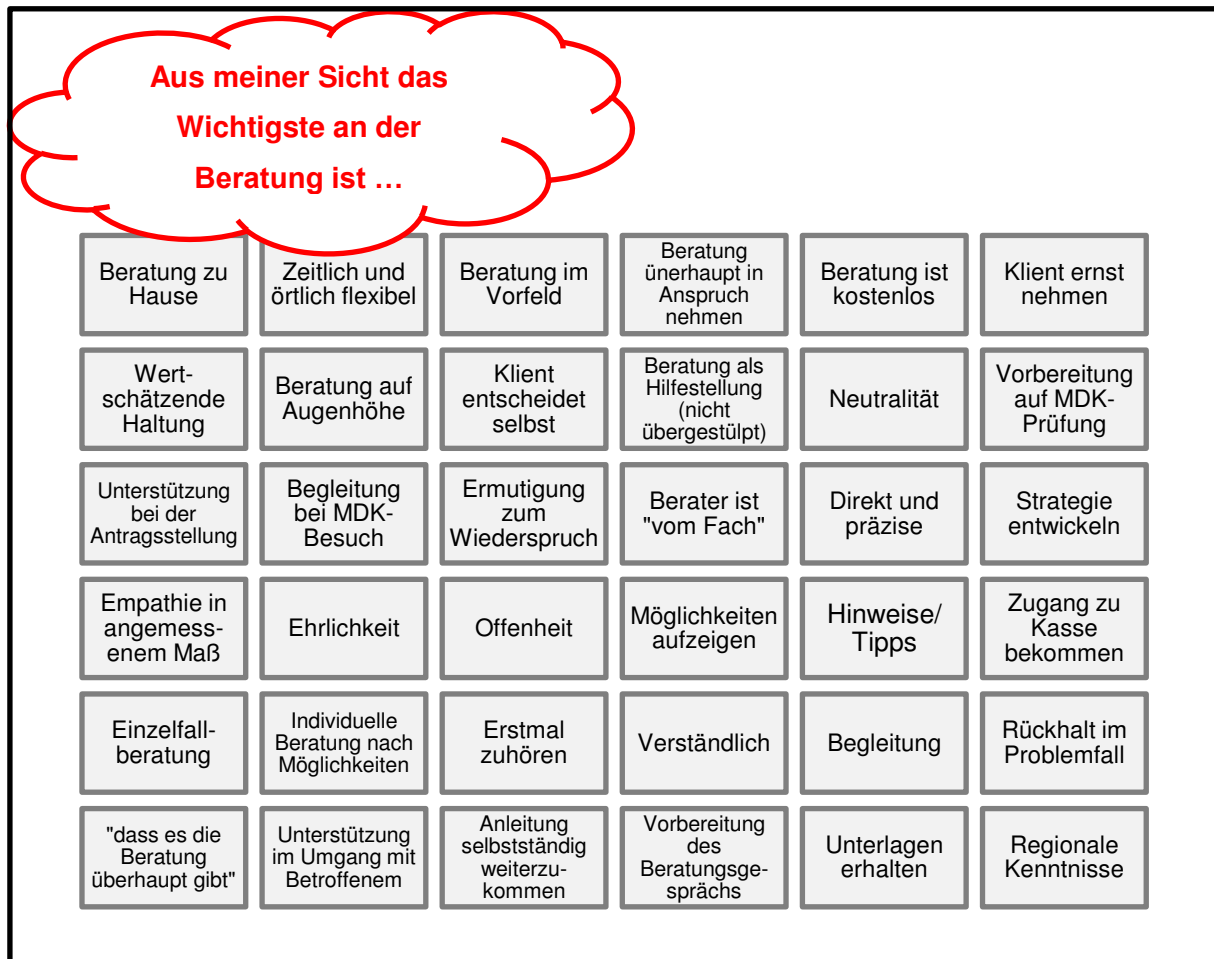 Aus meiner Sicht das
Wichtigste an der
Beratung ist …
Beratung zu
Hause
Zeitlich und
örtlich flexibel
Beratung im
Vorfeld
Beratung
ünerhaupt in
Anspruch
nehmen
Beratung ist
kostenlos
Klient ernst
nehmen
Wert-
schätzende
Haltung
Beratung auf
Augenhöhe
Klient
entscheidet
selbst
Beratung als
Hilfestellung
(nicht
übergestülpt)
Neutralität
Vorbereitung
auf MDK-
Prüfung
Unterstützung
bei der
Antragsstellung
Begleitung
bei MDK-
Besuch
Ermutigung
zum
Wiederspruch
Berater ist
"vom Fach"
Direkt und
präzise
Strategie
entwickeln
Empathie in
angemess-
enem Maß
Ehrlichkeit
Offenheit
Möglichkeiten
aufzeigen
Hinweise/
Tipps
Zugang zu
Kasse
bekommen
Einzelfall-
beratung
Individuelle
Beratung nach
Möglichkeiten
Erstmal
zuhören
Verständlich
Begleitung
Rückhalt im
Problemfall
"dass es die
Beratung
überhaupt gibt"
Unterstützung
im Umgang mit
Betroffenem
Anleitung
selbstständig
weiterzu-
kommen
Vorbereitung
des
Beratungsge-
sprächs
Unterlagen
erhalten
Regionale
Kenntnisse